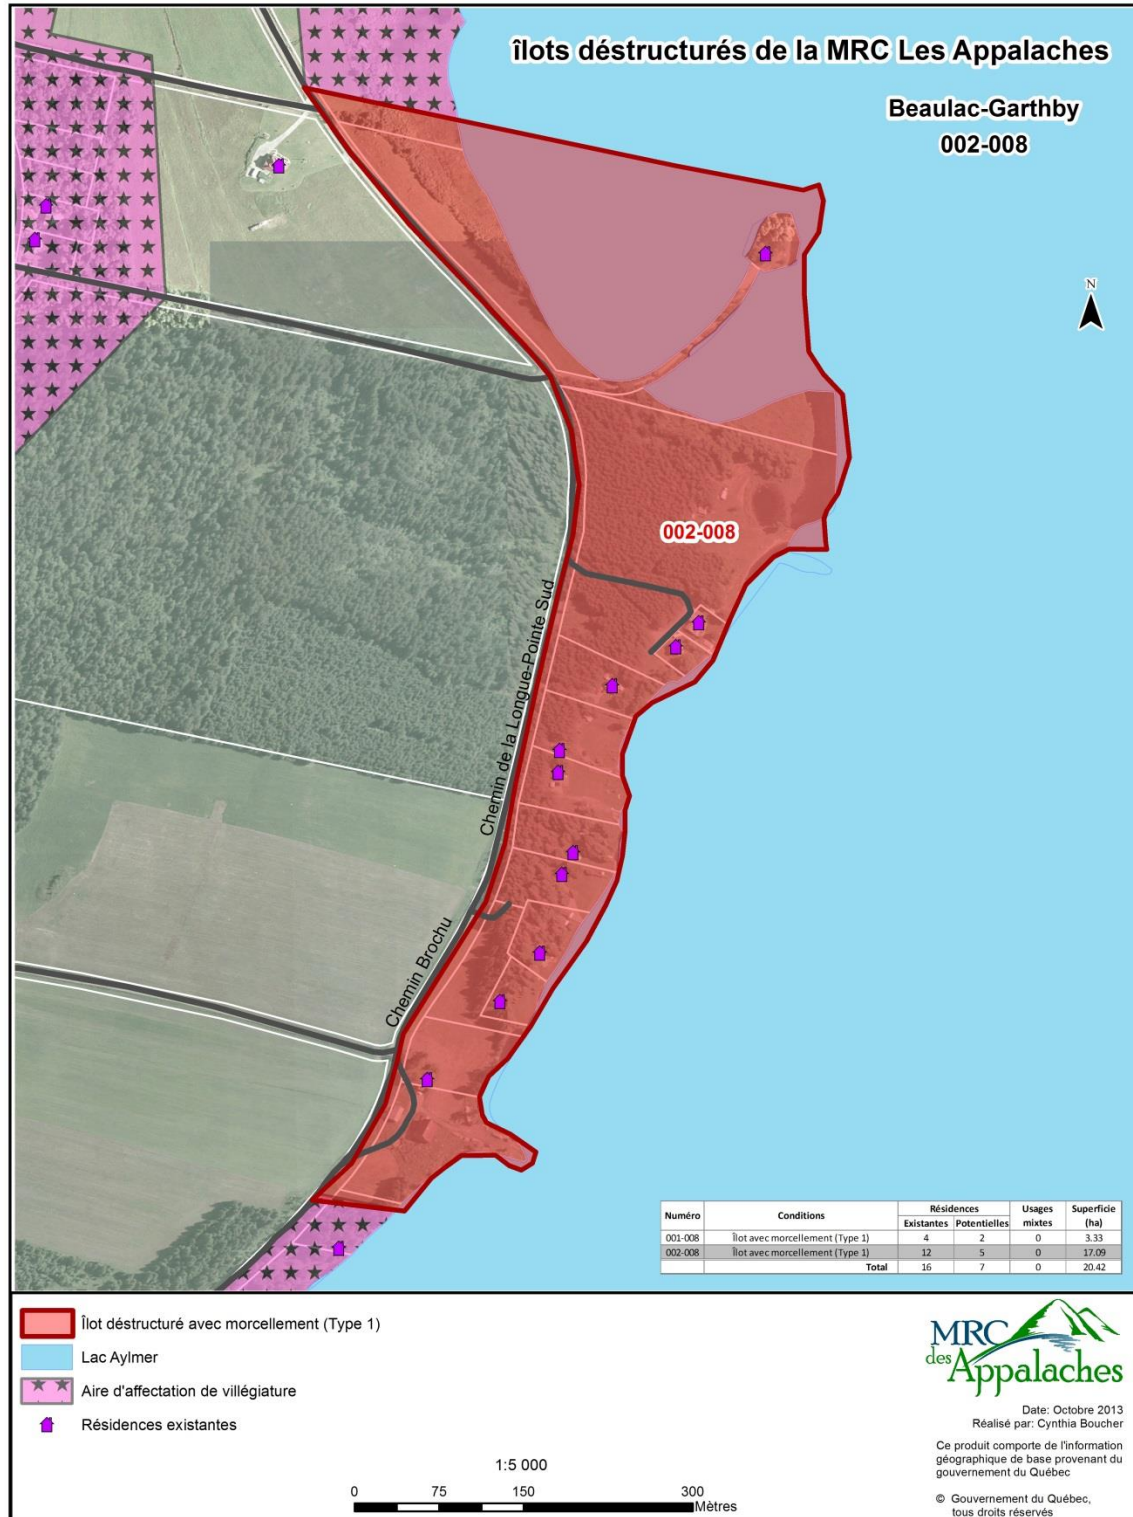 îlots déstructurés de la MRC Les Appalaches
Beaulac-Garthby
002-008
N
002-008
Chemin de la Longue-Pointe Sud
Chemin Brochu
Numéro Conditions Résidences Usages mixtes Superficie (ha)
Existantes Potentielles
001-008 Îlot avec morcellement (Type 1) 4 2 0 3.33
002-008 Îlot avec morcellement (Type 1) 12 5 0 17.09
Total 16 7 0 20.42
Îlot déstructuré avec morcellement (Type 1)
Lac Aylmer
Aire d'affectation de villégiature
Résidences existantes
1:5 000
0 75 150 300
Mètres
MRC
des Appalaches
Date: Octobre 2013
Réalisé par: Cynthia Boucher
Ce produit comporte de l'information
géographique de base provenant du
gouvernement du Québec
© Gouvernement du Québec,
tous droits réservés